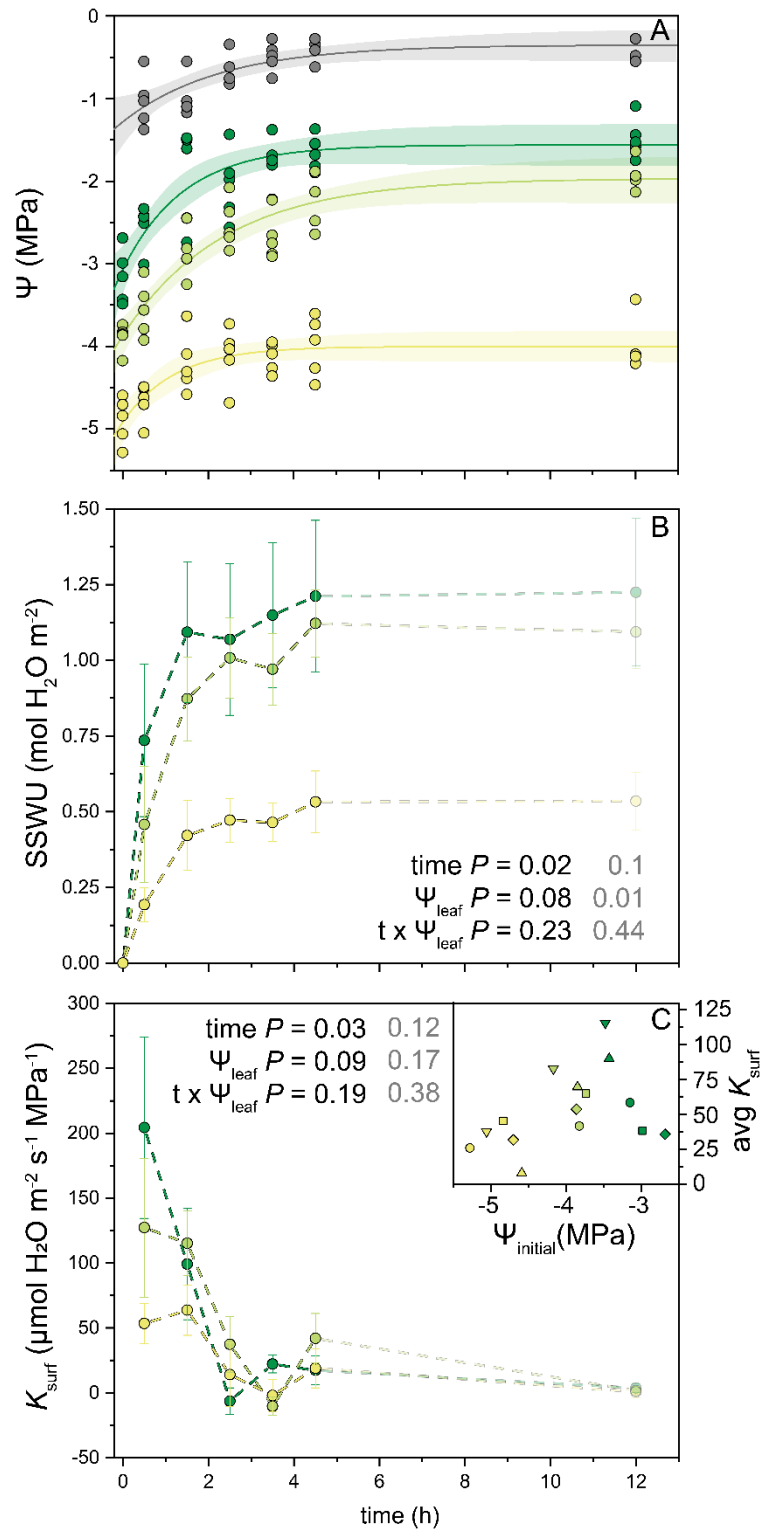 A
0
-1
-2
-3
-4
-5
Ψ (MPa)
B
1.50
1.25
1.00
0.75
0.50
0.25
0.00
SSWU (mol H₂O m⁻²)
time P = 0.02 0.1
Ψleaf P = 0.08 0.01
t x Ψleaf P = 0.23 0.44
C
300
250
200
150
100
50
0
-50
Ksurf (µmol H₂O m⁻² s⁻¹ MPa⁻¹)
time P = 0.03 0.12
Ψleaf P = 0.09 0.17
t x Ψleaf P = 0.19 0.38
125
100
75
50
25
0
avg Ksurf
-5 -4 -3
Ψinitial(MPa)
0 2 4 6 8 10 12
time (h)